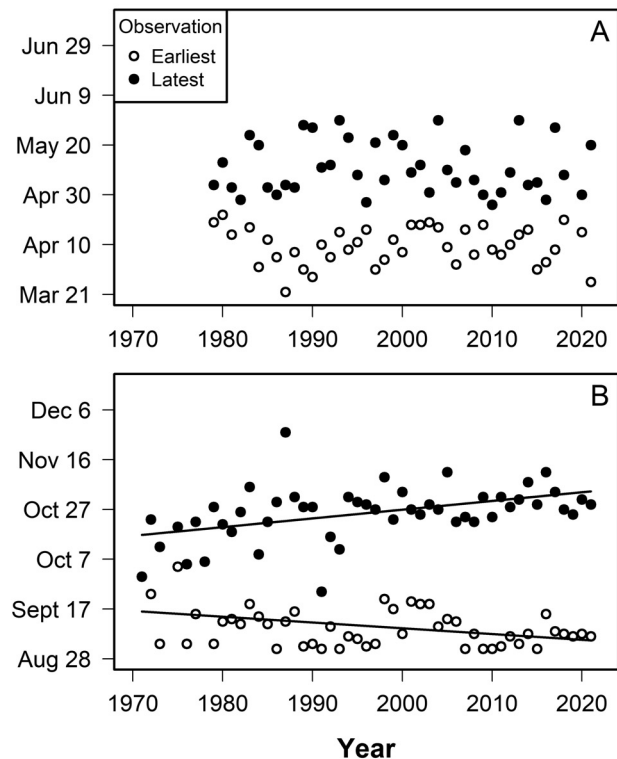 Observation
Earliest
Latest
A
Jun 29
Jun 9
May 20
Apr 30
Apr 10
Mar 21
1970 1980 1990 2000 2010 2020
B
Dec 6
Nov 16
Oct 27
Oct 7
Sept 17
Aug 28
1970 1980 1990 2000 2010 2020
Year